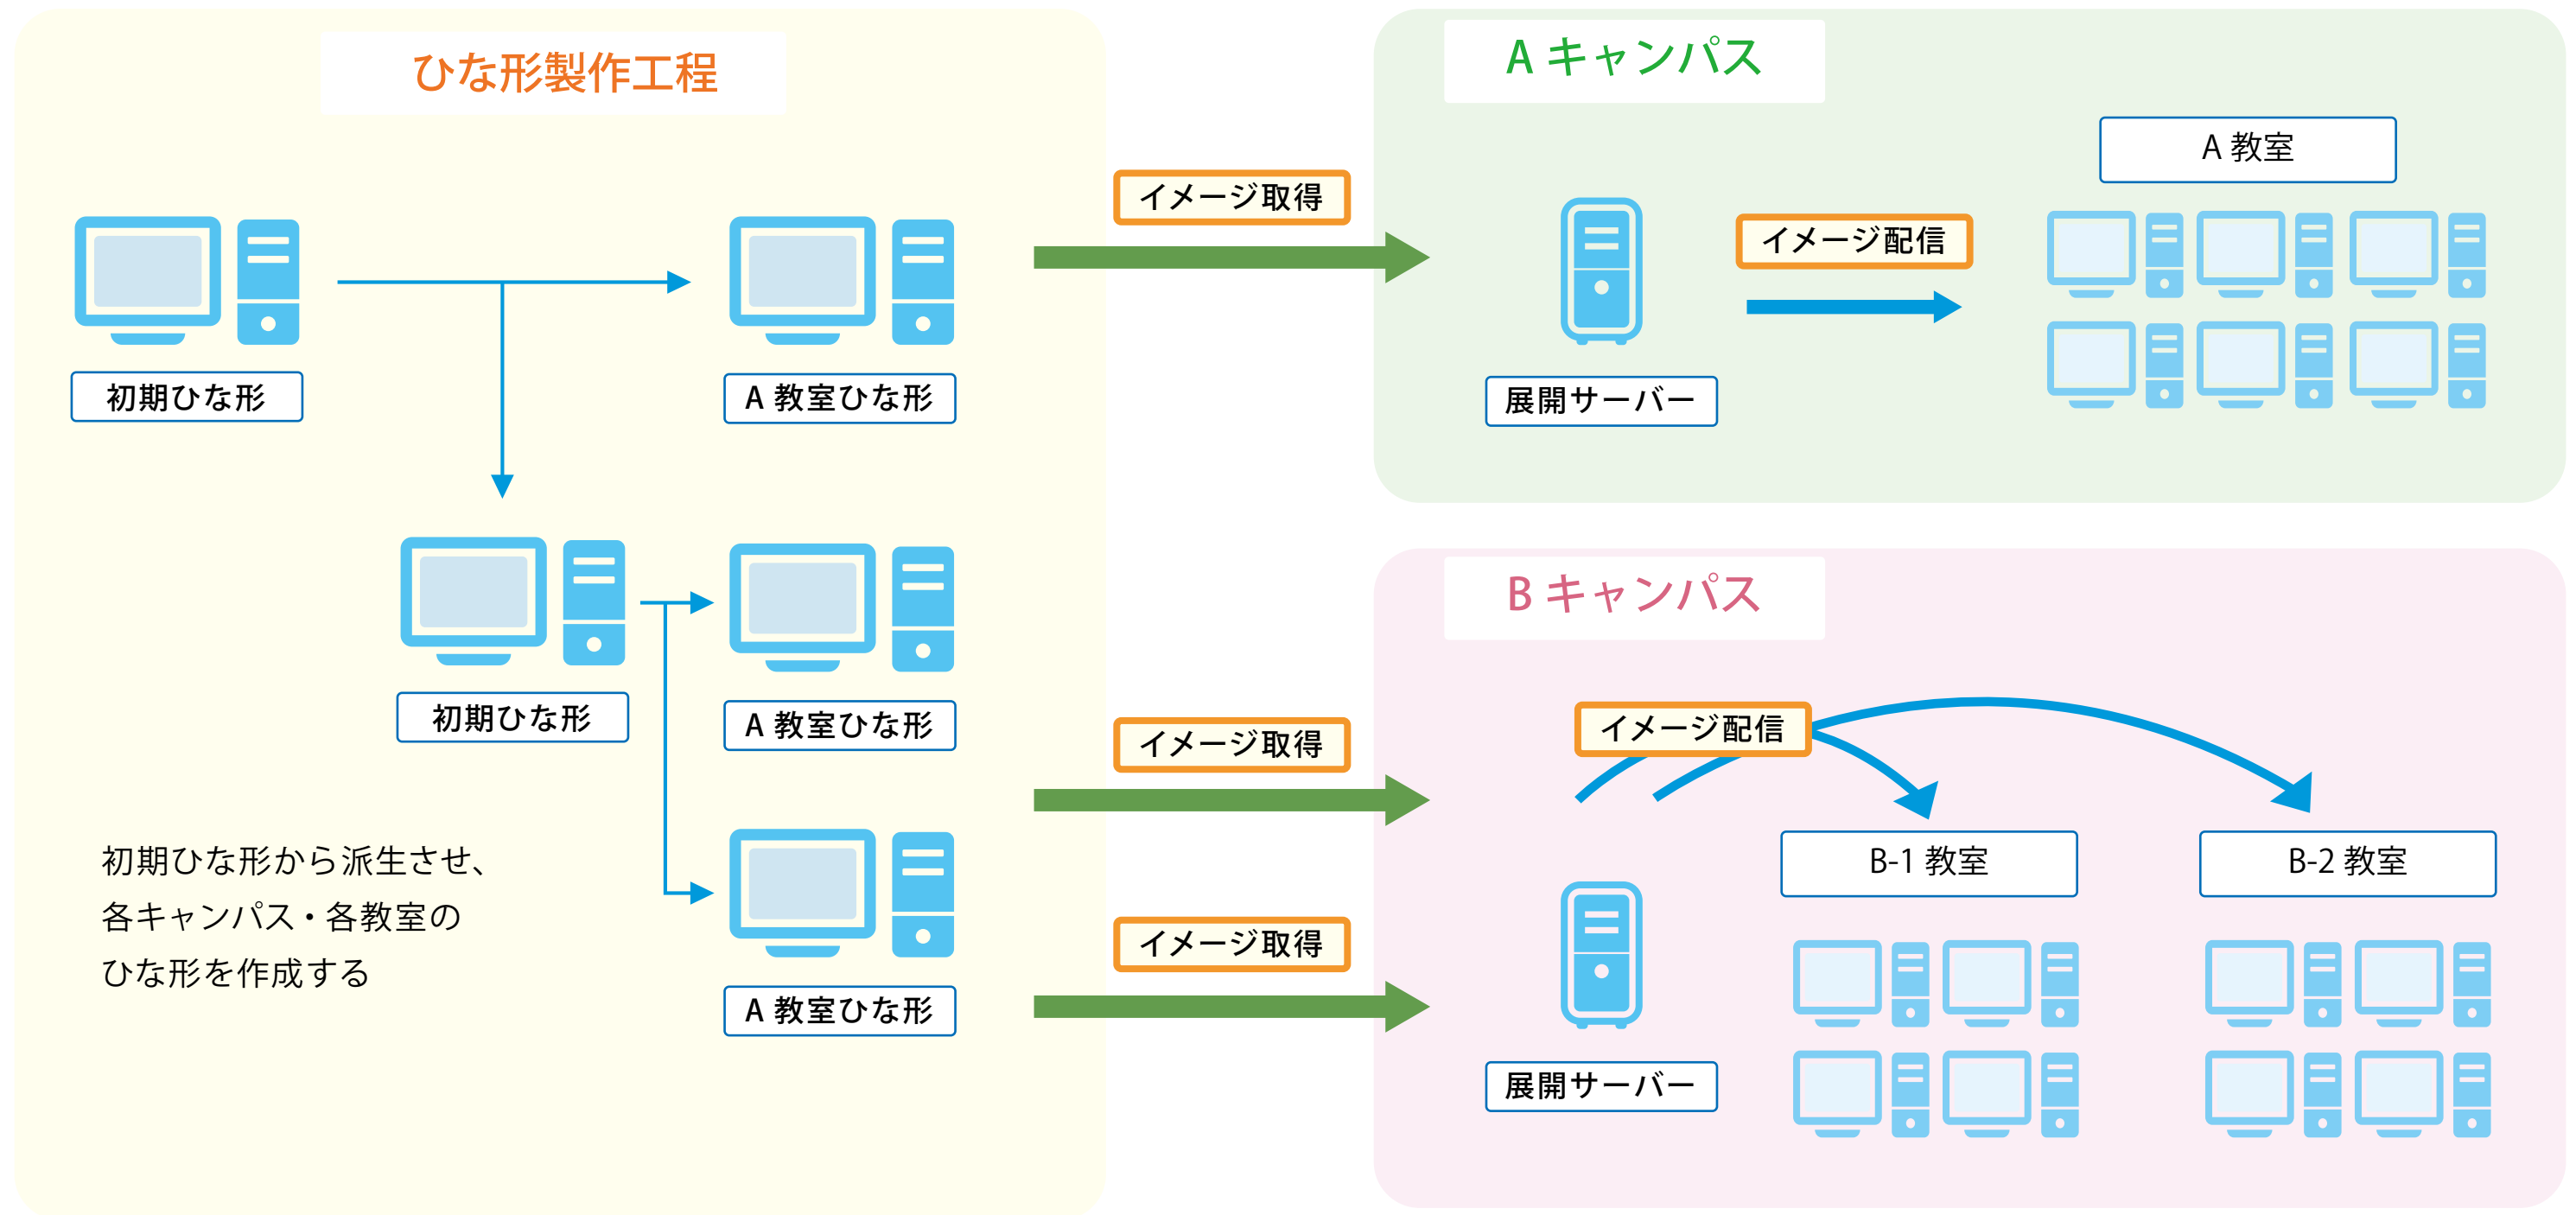 ひな形製作工程
初期ひな形
A 教室ひな形
初期ひな形
A 教室ひな形
A 教室ひな形
初期ひな形から派生させ、
各キャンパス・各教室の
ひな形を作成する
イメージ取得
イメージ取得
イメージ取得
A キャンパス
展開サーバー
イメージ配信
A 教室
B キャンパス
イメージ配信
展開サーバー
B-1 教室
B-2 教室